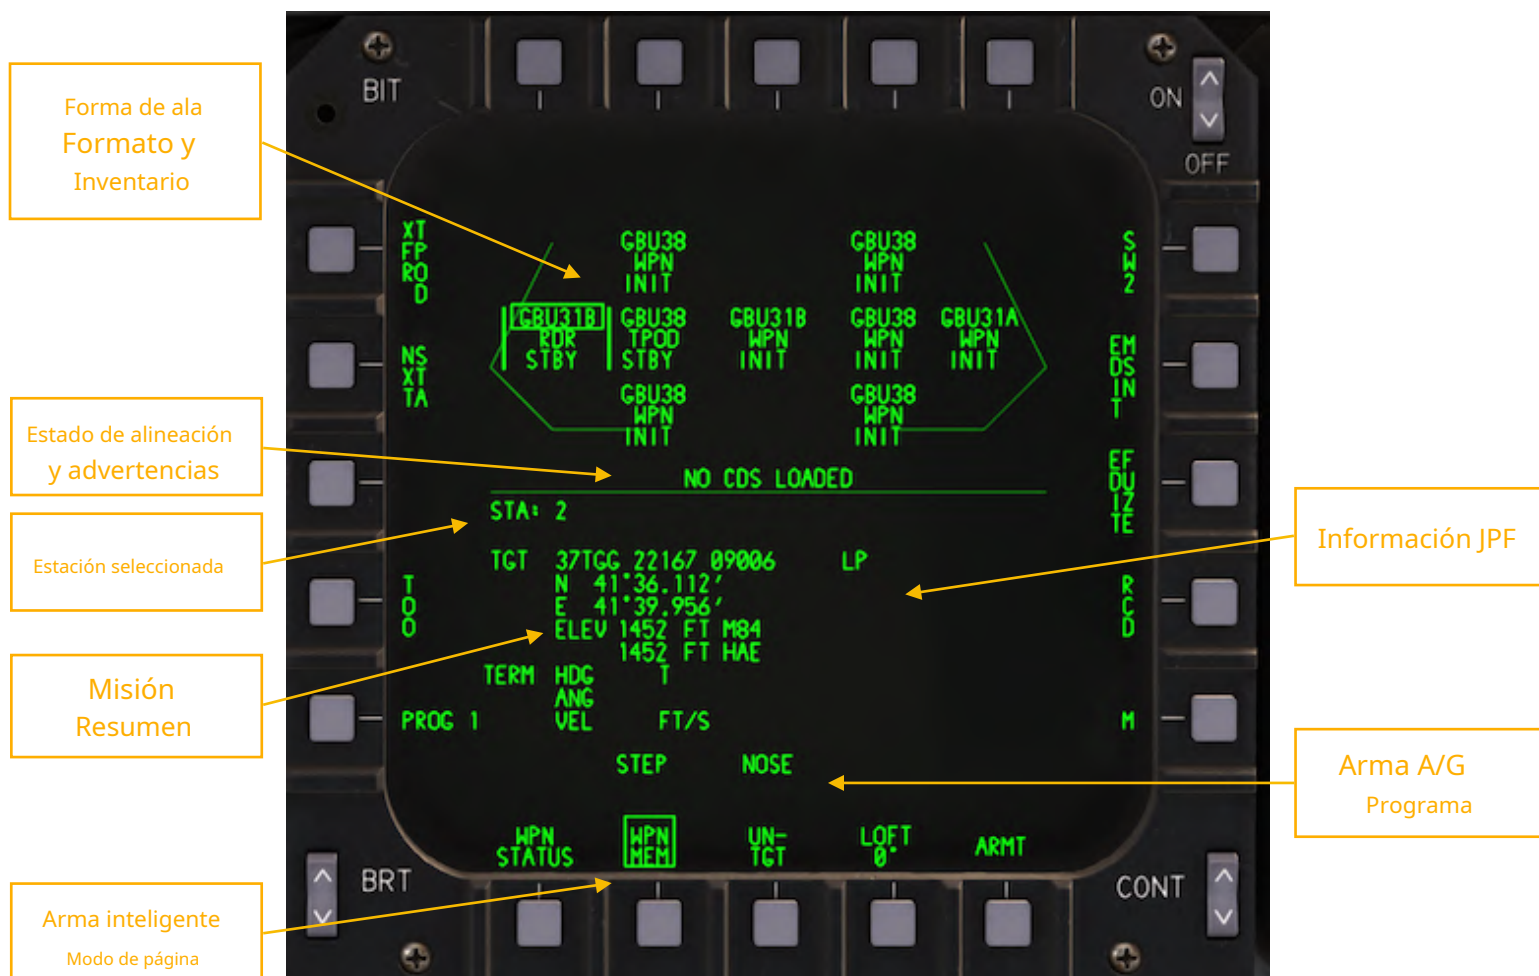 BIT
ON
OFF
Forma de ala
Formato y
Inventario
XT
FP
RO
D
GBU38
WPN
INIT
GBU38
WPN
INIT
S
W
2
NS
XT
TA
GBU31B
RDR
STBY
GBU38
TPOD
STBY
GBU31B
WPN
INIT
GBU38
WPN
INIT
GBU31A
WPN
INIT
EM
DS
IN
T
GBU38
WPN
INIT
GBU38
WPN
INIT
Estado de alineación
y advertencias
NO CDS LOADED
EF
DU
IZ
TE
STA: 2
Estación seleccionada
Información JPF
TGT 37TGG 22167 09006 LP
N 41°36.112′
E 41°39.956′
ELEV 1452 FT M84
1452 FT HAE
T
O
O
R
C
D
Misión
Resumen
TERM HDG T
ANG
PROG 1 VEL FT/S
M
STEP NOSE
Arma A/G
Programa
WPN
STATUS
WPN
MEM
UN-
TGT
LOFT
0°
ARMT
BRT
CONT
Arma inteligente
Modo de página